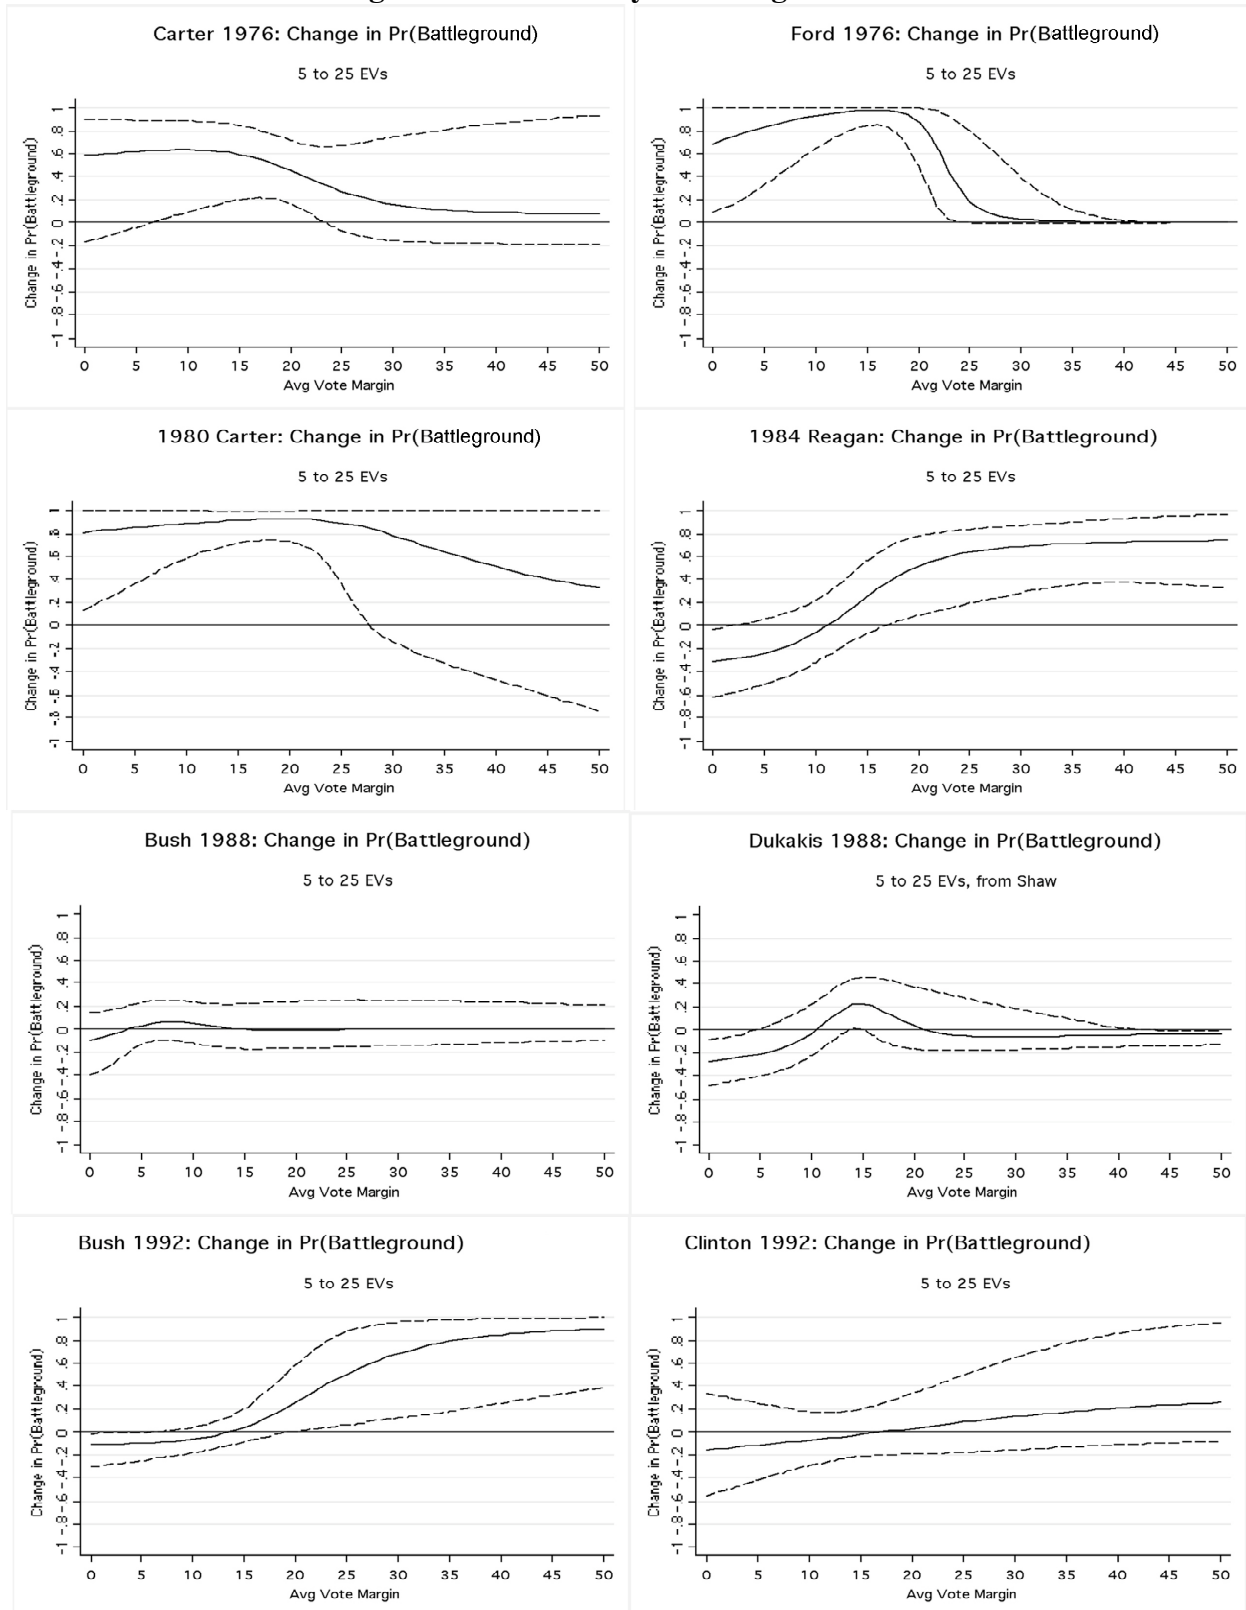 Carter 1976: Change in Pr(Battleground)
5 to 25 EVs
Change in Pr(Battleground)
-1 -.8 -.6 -.4 -.2 0 .2 .4 .6 .8 1
0 5 10 15 20 25 30 35 40 45 50
Avg Vote Margin
Ford 1976: Change in Pr(Battleground)
5 to 25 EVs
Change in Pr(Battleground)
-1 -.8 -.6 -.4 -.2 0 .2 .4 .6 .8 1
0 5 10 15 20 25 30 35 40 45 50
Avg Vote Margin
1980 Carter: Change in Pr(Battleground)
5 to 25 EVs
Change in Pr(Battleground)
-1 -.8 -.6 -.4 -.2 0 .2 .4 .6 .8 1
0 5 10 15 20 25 30 35 40 45 50
Avg Vote Margin
1984 Reagan: Change in Pr(Battleground)
5 to 25 EVs
Change in Pr(Battleground)
-1 -.8 -.6 -.4 -.2 0 .2 .4 .6 .8 1
0 5 10 15 20 25 30 35 40 45 50
Avg Vote Margin
Bush 1988: Change in Pr(Battleground)
5 to 25 EVs
Change in Pr(Battleground)
-1 -.8 -.6 -.4 -.2 0 .2 .4 .6 .8 1
0 5 10 15 20 25 30 35 40 45 50
Avg Vote Margin
Dukakis 1988: Change in Pr(Battleground)
5 to 25 EVs, from Shaw
Change in Pr(Battleground)
-1 -.8 -.6 -.4 -.2 0 .2 .4 .6 .8 1
0 5 10 15 20 25 30 35 40 45 50
Avg Vote Margin
Bush 1992: Change in Pr(Battleground)
5 to 25 EVs
Change in Pr(Battleground)
-1 -.8 -.6 -.4 -.2 0 .2 .4 .6 .8 1
0 5 10 15 20 25 30 35 40 45 50
Avg Vote Margin
Clinton 1992: Change in Pr(Battleground)
5 to 25 EVs
Change in Pr(Battleground)
-1 -.8 -.6 -.4 -.2 0 .2 .4 .6 .8 1
0 5 10 15 20 25 30 35 40 45 50
Avg Vote Margin